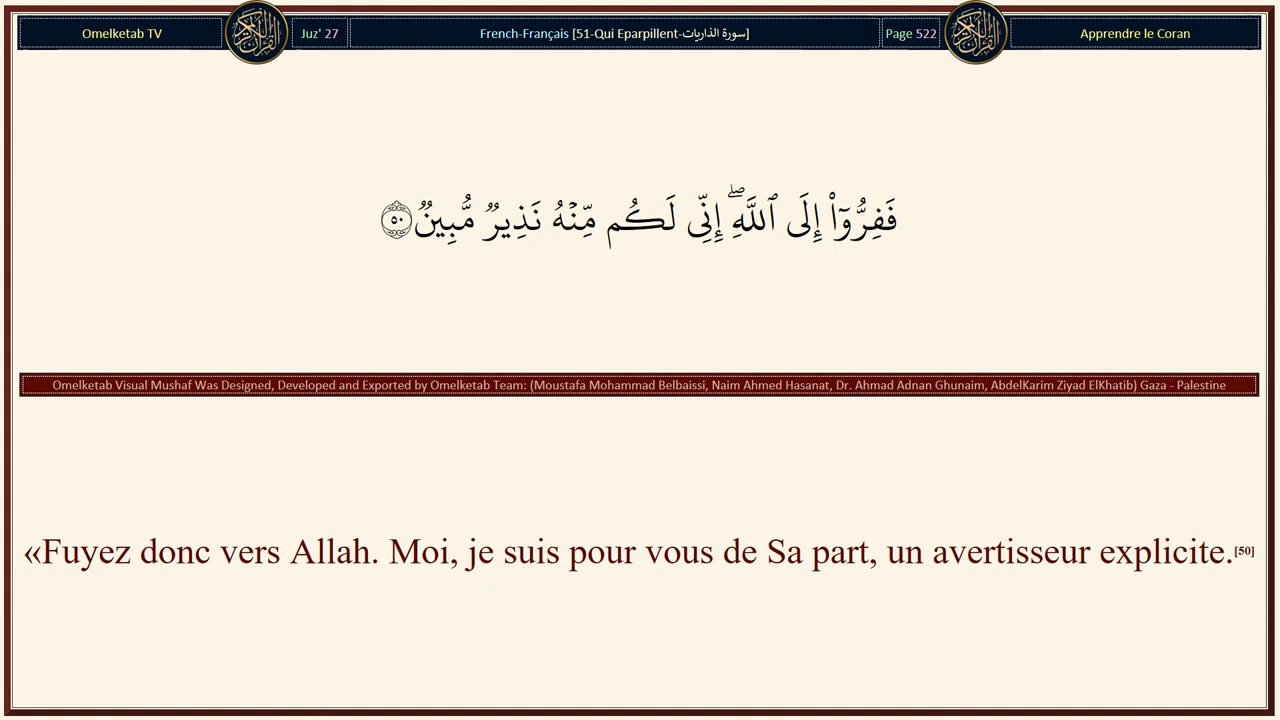 Omelketab TV
Juz' 27
French-Français [51-Qui Eparpillent-سورة الذاريات]
Page 522
Apprendre le Coran
فَفِرُّوٓا۟ إِلَى ٱللَّهِ ۖ إِنِّى لَكُم مِّنْهُ نَذِيرٌ مُّبِينٌ ٥٠
Omelketab Visual Mushaf Was Designed, Developed and Exported by Omelketab Team: (Moustafa Mohammad Belbaissi, Naim Ahmed Hasanat, Dr. Ahmad Adnan Ghunaim, AbdelKarim Ziyad ElKhatib) Gaza - Palestine
«Fuyez donc vers Allah. Moi, je suis pour vous de Sa part, un avertisseur explicite.[50]